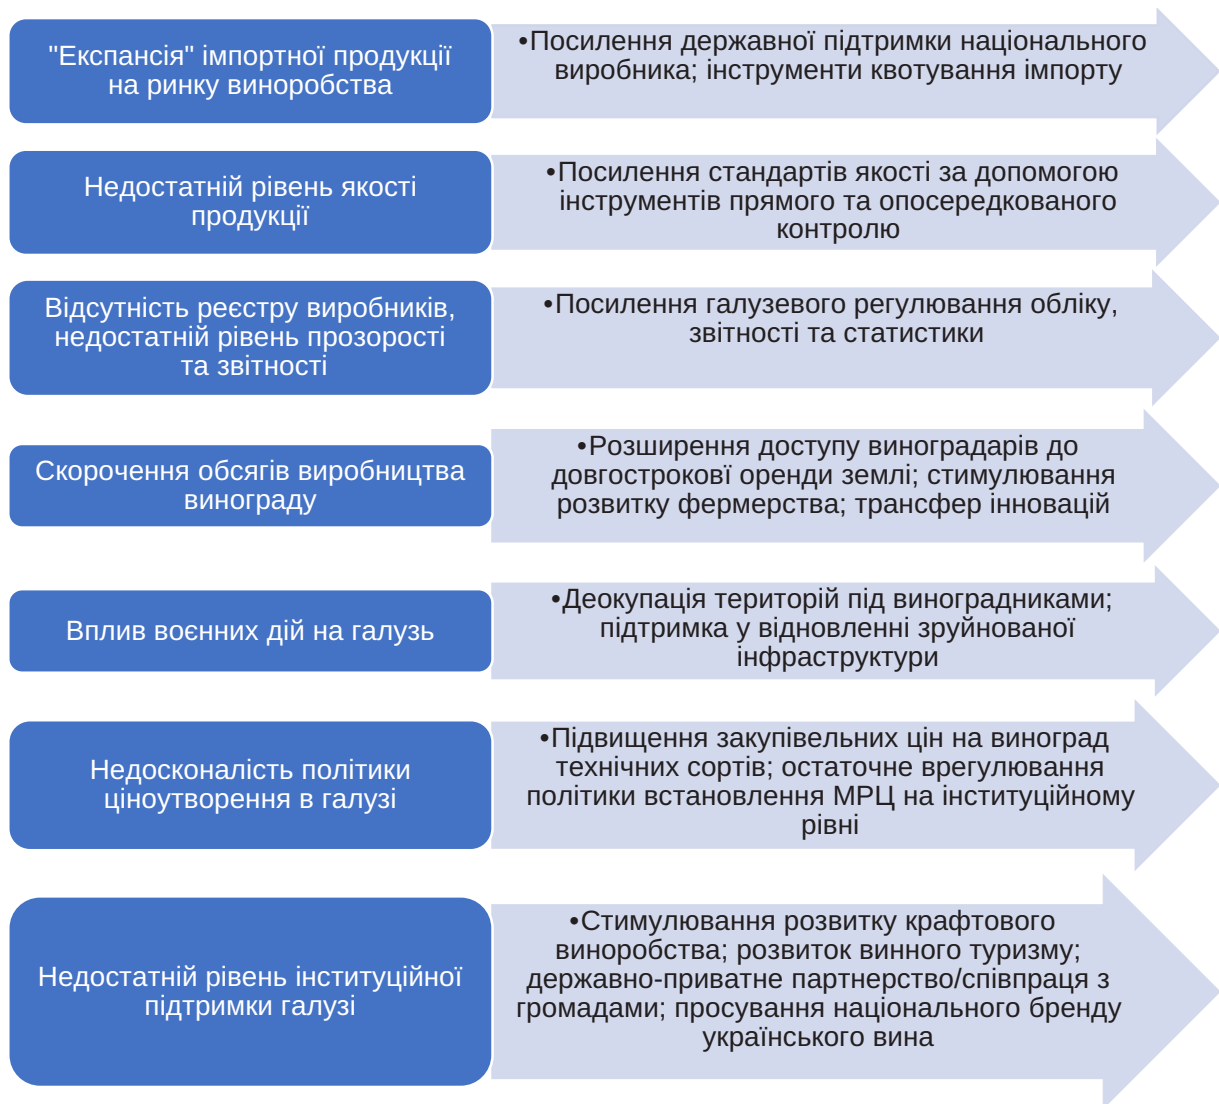 "Експансія" імпортної продукції
на ринку виноробства
•Посилення державної підтримки національного
виробника; інструменти квотування імпорту
Недостатній рівень якості
продукції
•Посилення стандартів якості за допомогою
інструментів прямого та опосередкованого
контролю
Відсутність реєстру виробників,
недостатній рівень прозорості
та звітності
•Посилення галузевого регулювання обліку,
звітності та статистики
Скорочення обсягів виробництва
винограду
•Розширення доступу виноградарів до
довгострокові оренди землі; стимулювання
розвитку фермерства; трансфер інновацій
Вплив воєнних дій на галузь
•Деокупація територій під виноградниками;
підтримка у відновленні зруйнованої
інфраструктури
Недосконалість політики
ціноутворення в галузі
•Підвищення закупівельних цін на виноград
технічних сортів; остаточне врегулювання
політики встановлення МРЦ на інституційному
рівні
Недостатній рівень інституційної
підтримки галузі
•Стимулювання розвитку крафтового
виноробства; розвиток винного туризму;
державно-приватне партнерство/співпраця з
громадами; просування національного бренду
українського вина